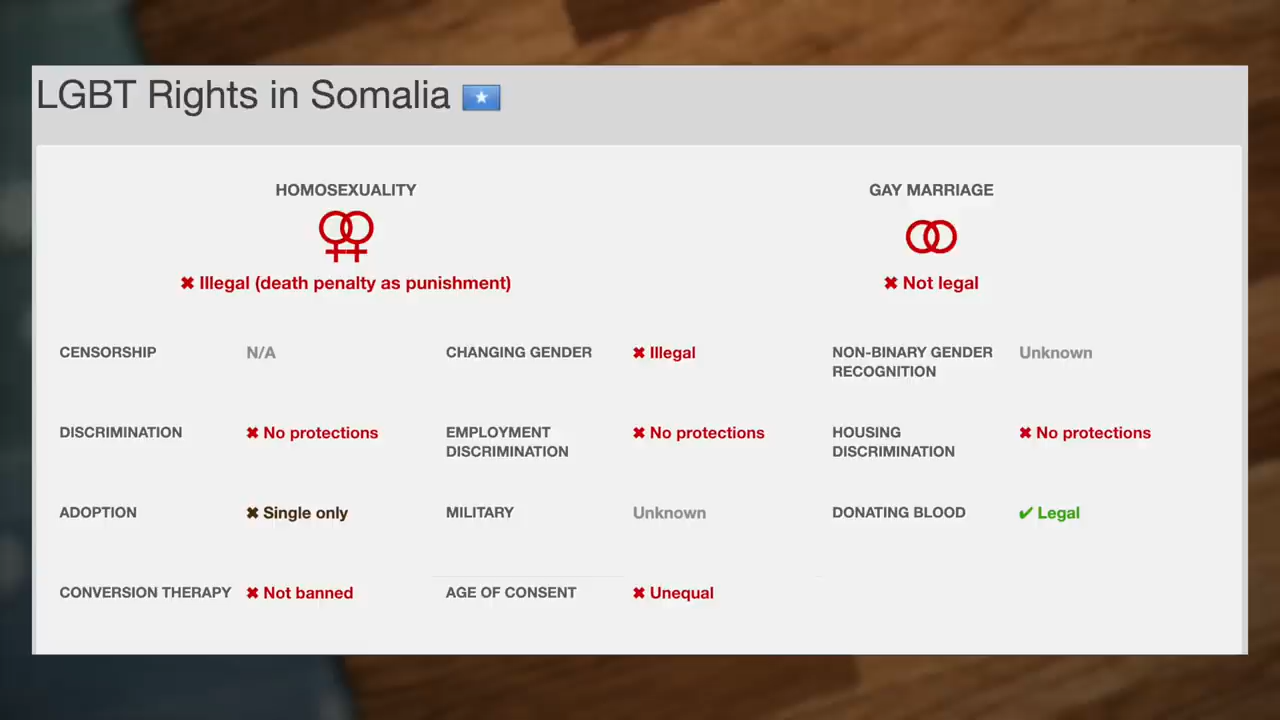 LGBT Rights in Somalia
HOMOSEXUALITY
✖ Illegal (death penalty as punishment)
GAY MARRIAGE
✖ Not legal
CENSORSHIP
N/A
CHANGING GENDER
✖ Illegal
NON-BINARY GENDER
RECOGNITION
Unknown
DISCRIMINATION
✖ No protections
EMPLOYMENT
DISCRIMINATION
✖ No protections
HOUSING
DISCRIMINATION
✖ No protections
ADOPTION
✖ Single only
MILITARY
Unknown
DONATING BLOOD
✔ Legal
CONVERSION THERAPY
✖ Not banned
AGE OF CONSENT
✖ Unequal